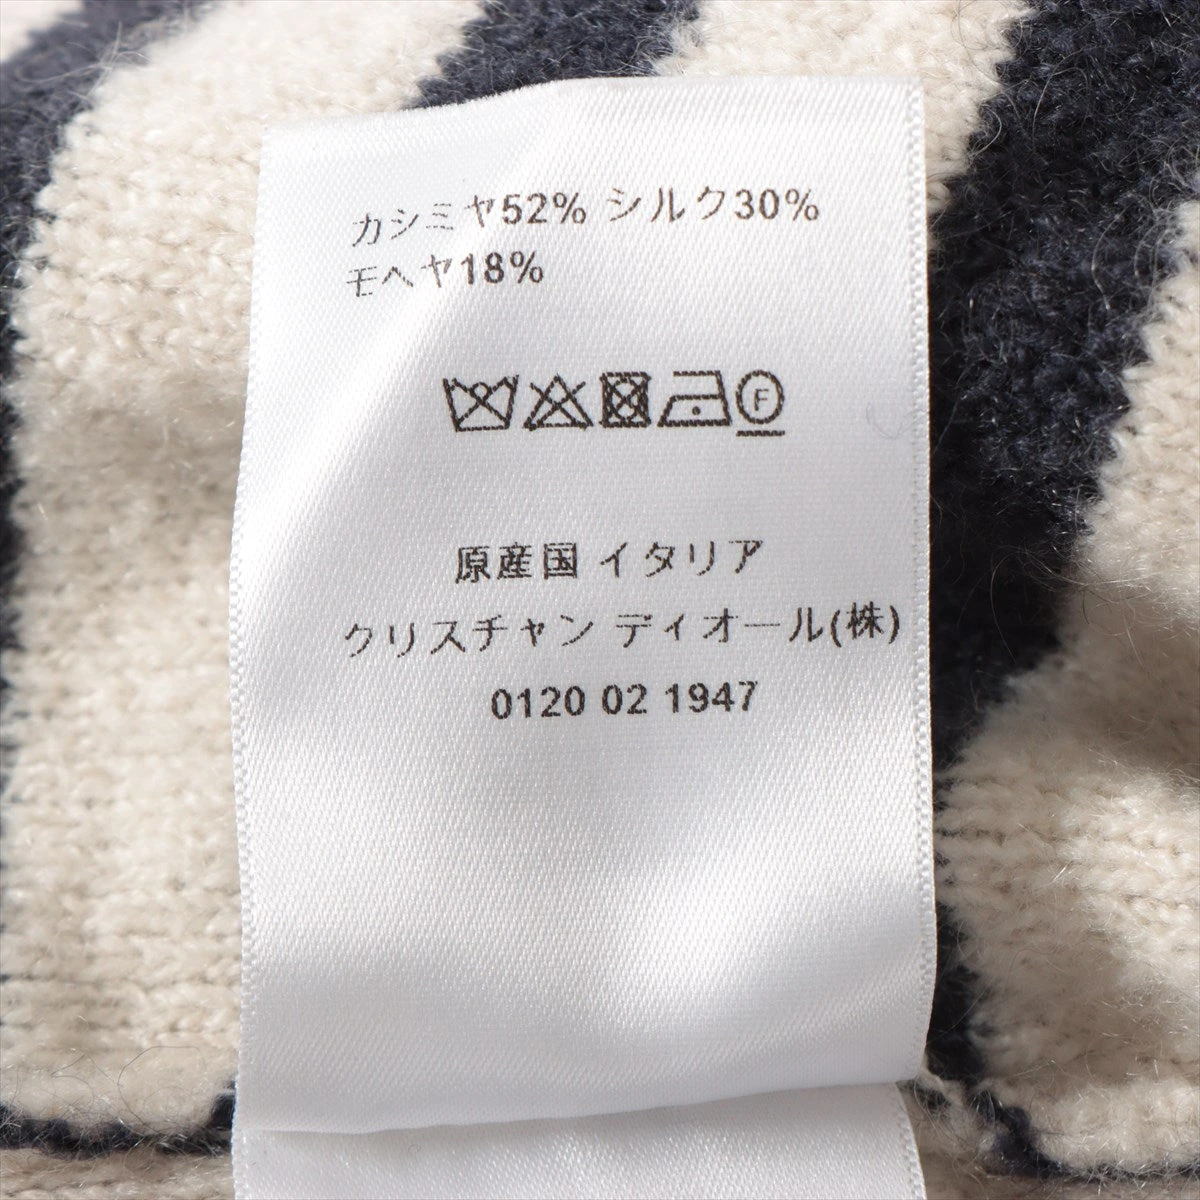 カシミヤ52% シルク30%
モヘヤ18%
F
原産国 イタリア
クリスチャン ディオール(株)
0120 02 1947